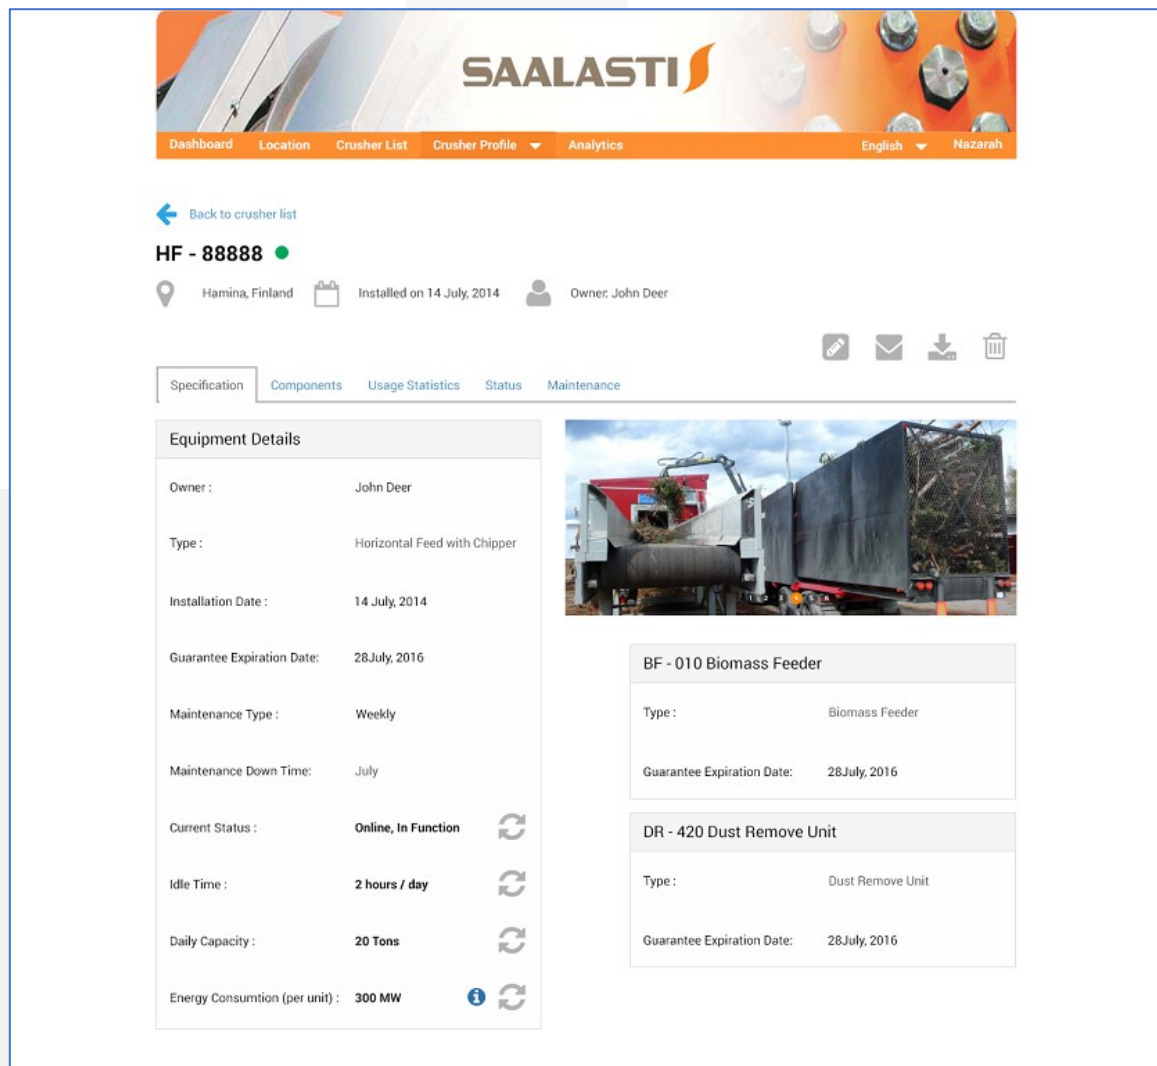 SAALASTI
Dashboard Location Crusher List Crusher Profile Analytics English Nazarah
Back to crusher list
HF - 88888
Hamina, Finland Installed on 14 July, 2014 Owner: John Deer
Specification Components Usage Statistics Status Maintenance
Equipment Details
Owner : John Deer
Type : Horizontal Feed with Chipper
Installation Date : 14 July, 2014
Guarantee Expiration Date: 28July, 2016
Maintenance Type : Weekly
Maintenance Down Time: July
Current Status : Online, In Function
Idle Time : 2 hours / day
Daily Capacity : 20 Tons
Energy Consumtion (per unit) : 300 MW
BF - 010 Biomass Feeder
Type : Biomass Feeder
Guarantee Expiration Date: 28July, 2016
DR - 420 Dust Remove Unit
Type : Dust Remove Unit
Guarantee Expiration Date: 28July, 2016